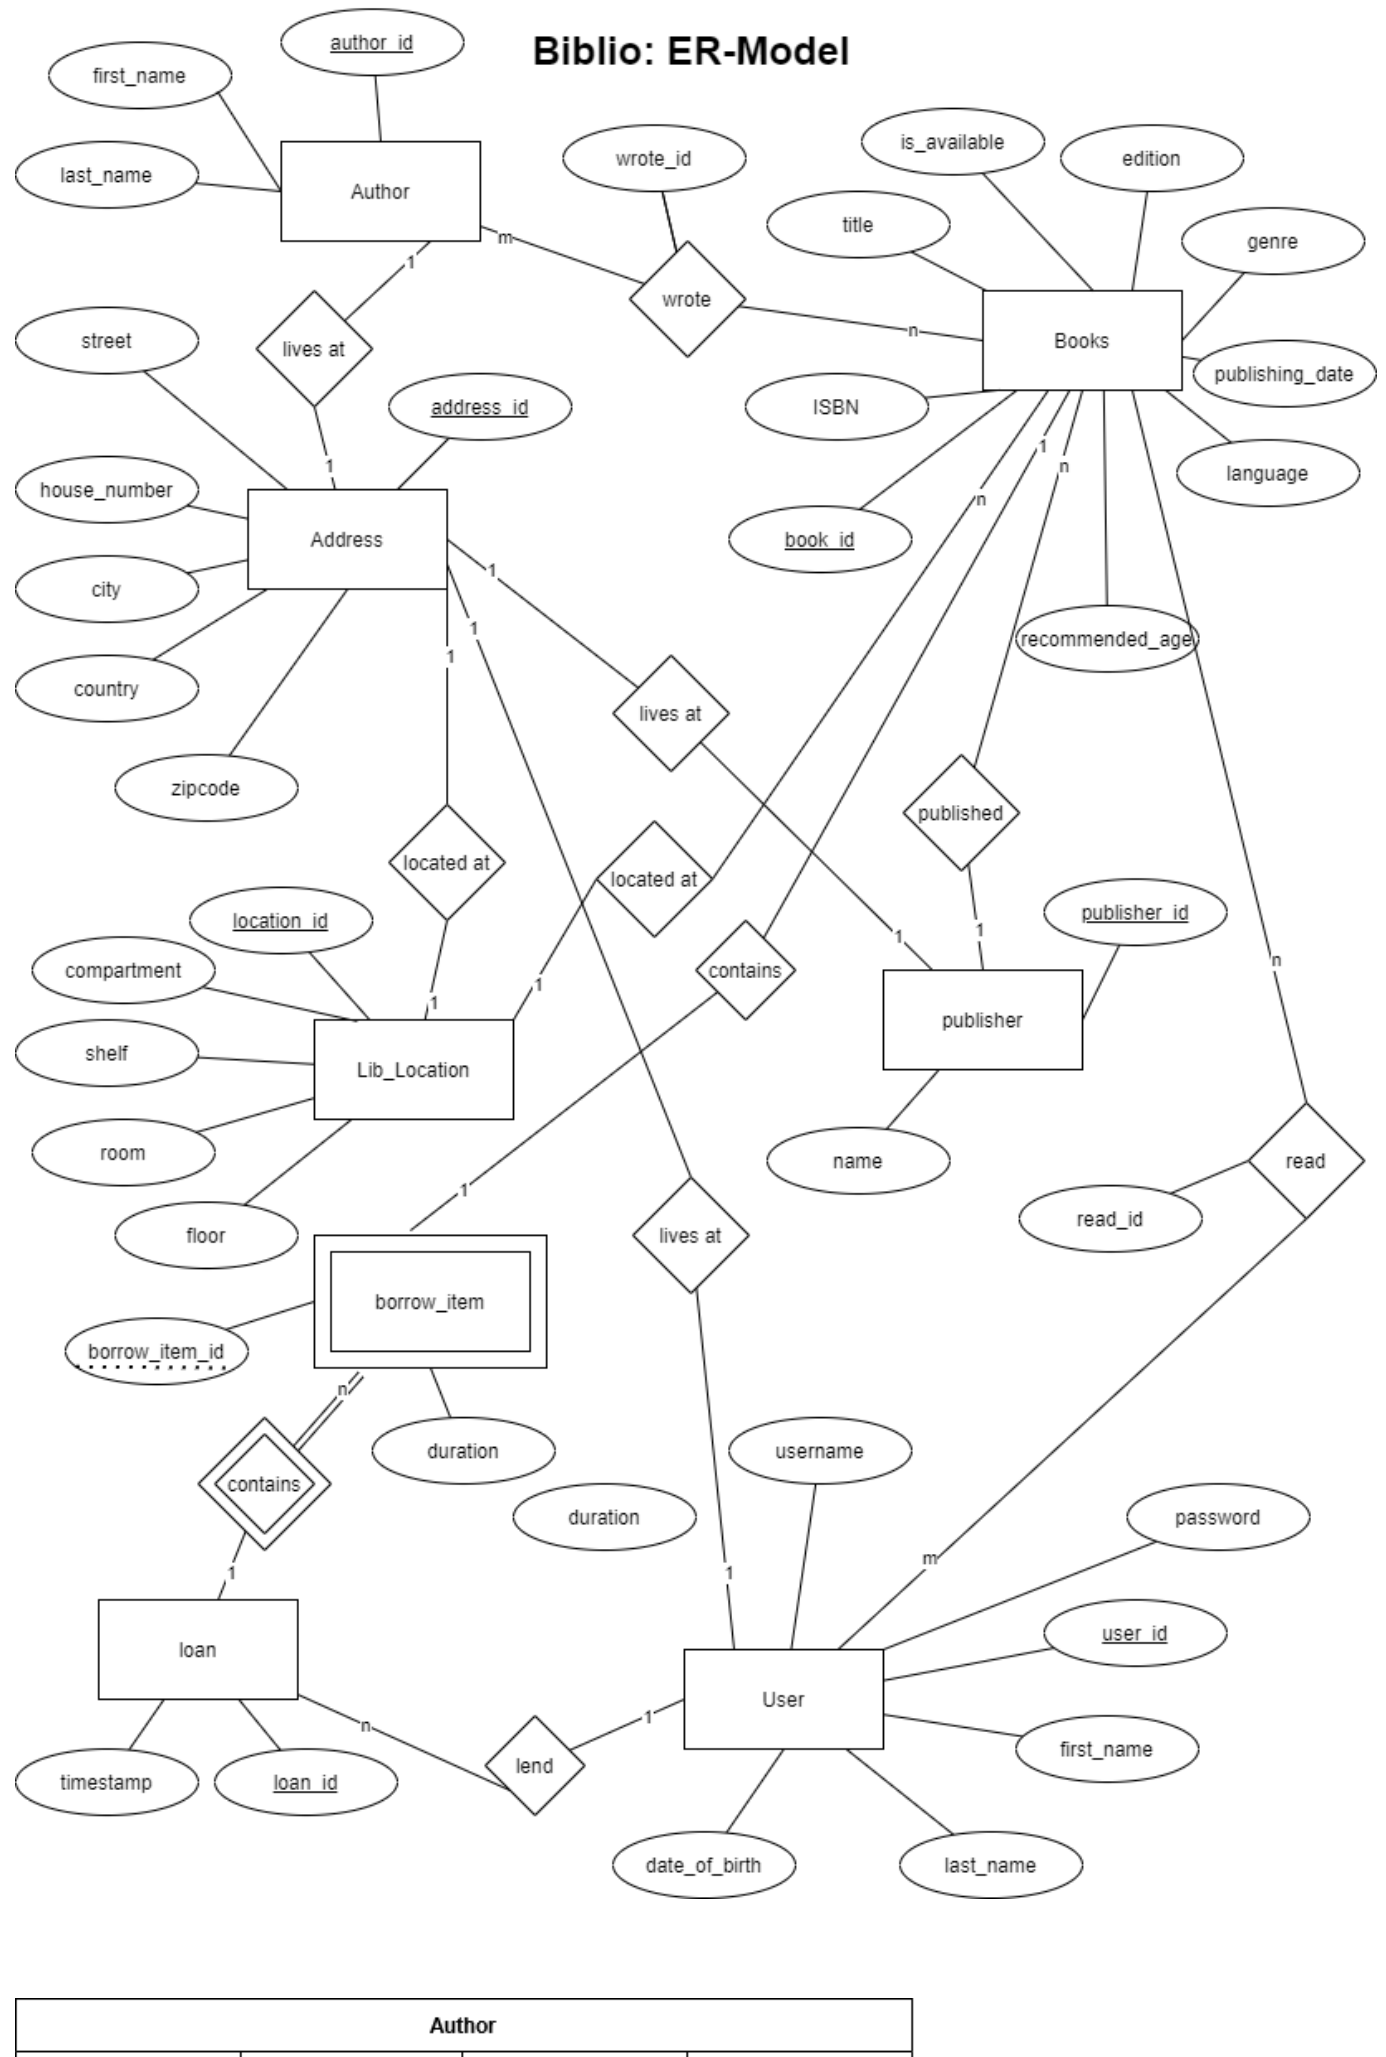 author_id
Biblio: ER-Model
first_name
is_available
wrote_id
edition
last_name
Author
title
m
genre
1
wrote
n
street
lives at
Books
publishing_date
ISBN
address_id
1
n
1
language
n
house_number
book_id
Address
1
city
1
recommended_age
1
country
lives at
zipcode
published
located at
located at
location_id
publisher_id
1
1
compartment
contains
n
1
1
publisher
shelf
Lib_Location
room
name
read
1
read_id
floor
lives at
borrow_item
borrow_item_id
n
duration
username
contains
duration
password
m
1
1
user_id
loan
User
1
n
first_name
lend
timestamp
loan_id
date_of_birth
last_name
Author